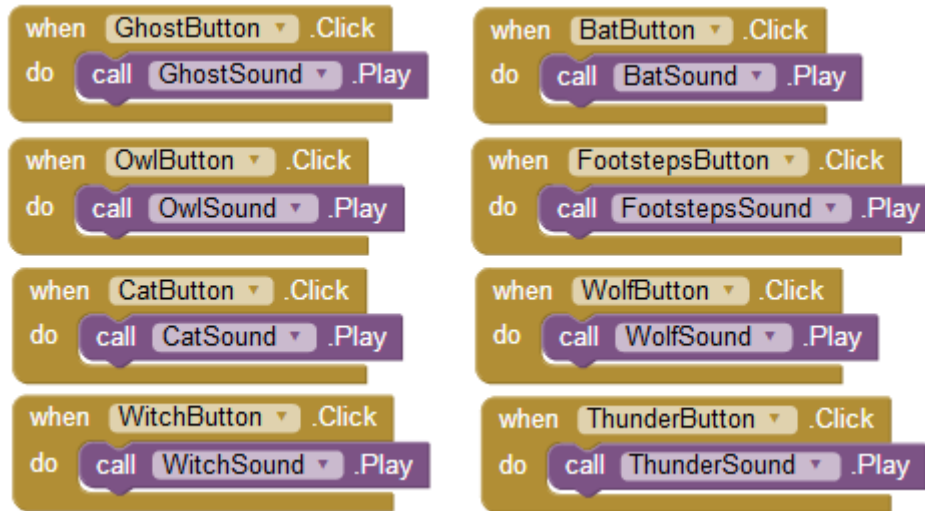 when GhostButton .Click
do call GhostSound .Play
when BatButton .Click
do call BatSound .Play
when OwlButton .Click
do call OwlSound .Play
when FootstepsButton .Click
do call FootstepsSound .Play
when CatButton .Click
do call CatSound .Play
when WolfButton .Click
do call WolfSound .Play
when WitchButton .Click
do call WitchSound .Play
when ThunderButton .Click
do call ThunderSound .Play